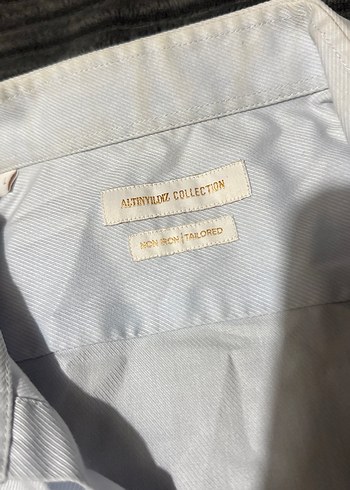 ALTINYILDIZ COLLECTION
NON IRON | TAILORED